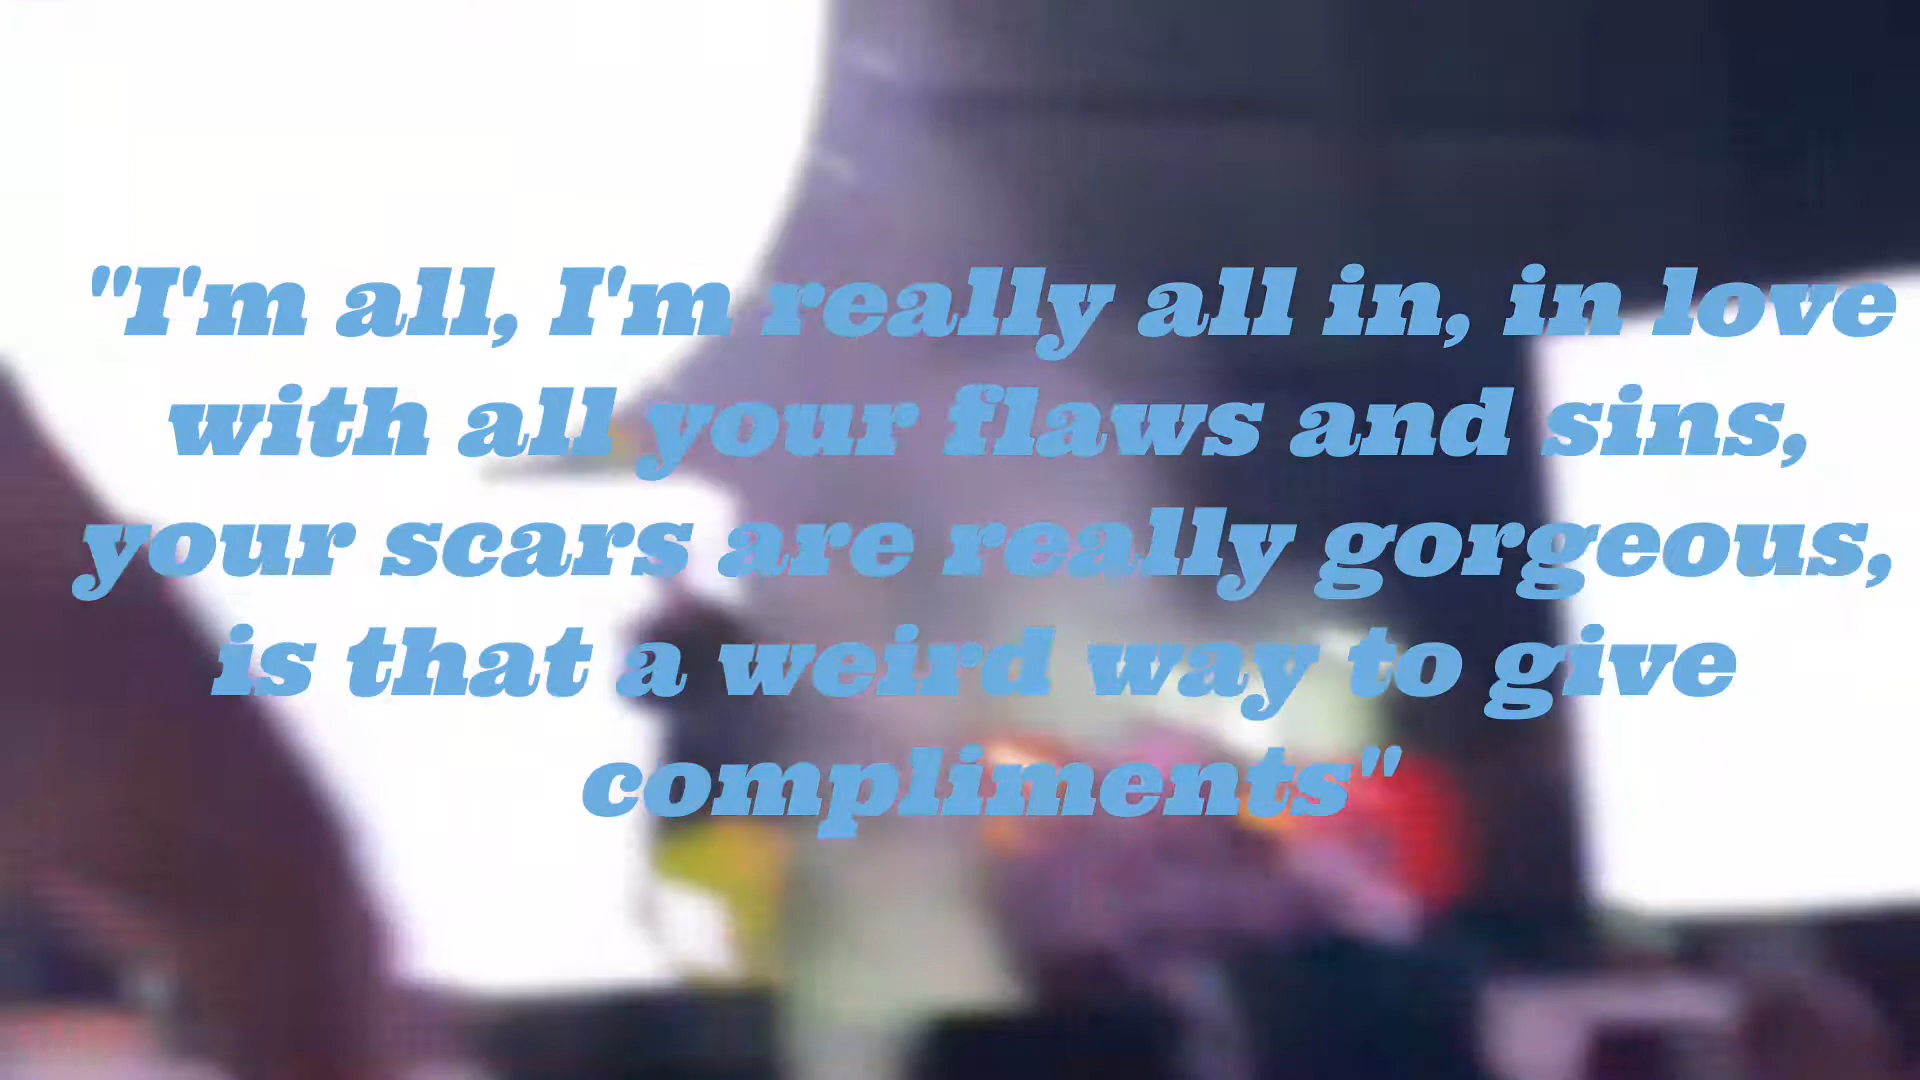 "I'm all, I'm really all in, in love
with all your flaws and sins,
your scars are really gorgeous,
is that a weird way to give
compliments"